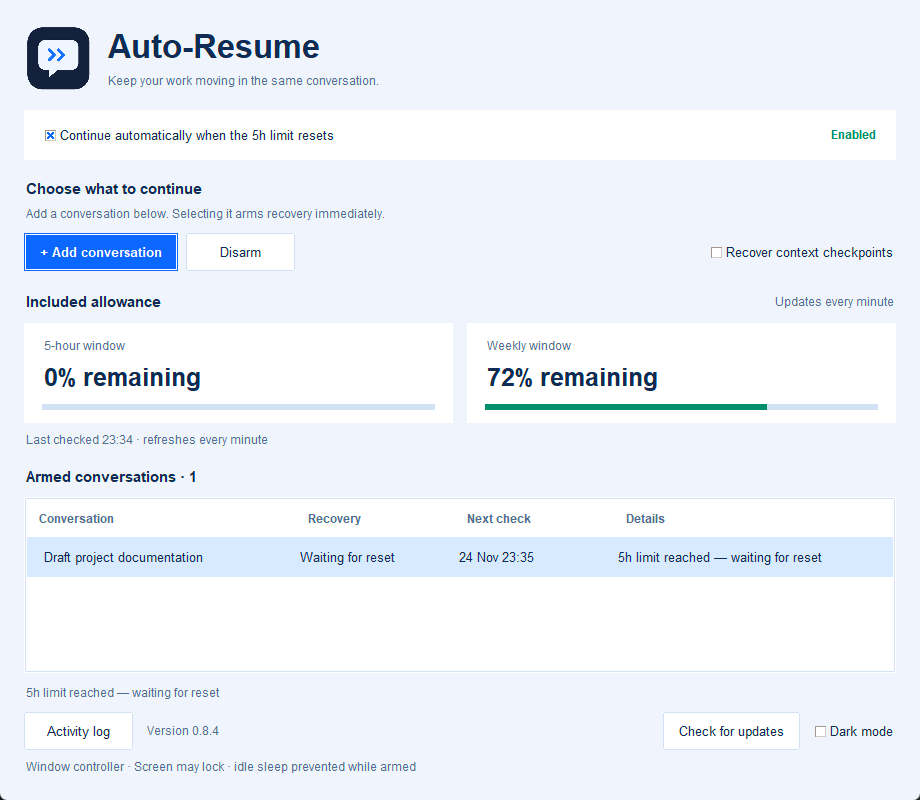 Auto-Resume
Keep your work moving in the same conversation.
Continue automatically when the 5h limit resets
Enabled
Choose what to continue
Add a conversation below. Selecting it arms recovery immediately.
+ Add conversation
Disarm
Recover context checkpoints
Included allowance
Updates every minute
5-hour window
0% remaining
Weekly window
72% remaining
Last checked 23:34 · refreshes every minute
Armed conversations · 1
Conversation Recovery Next check Details
Draft project documentation Waiting for reset 24 Nov 23:35 5h limit reached — waiting for reset
5h limit reached — waiting for reset
Activity log
Version 0.8.4
Check for updates
Dark mode
Window controller · Screen may lock · idle sleep prevented while armed